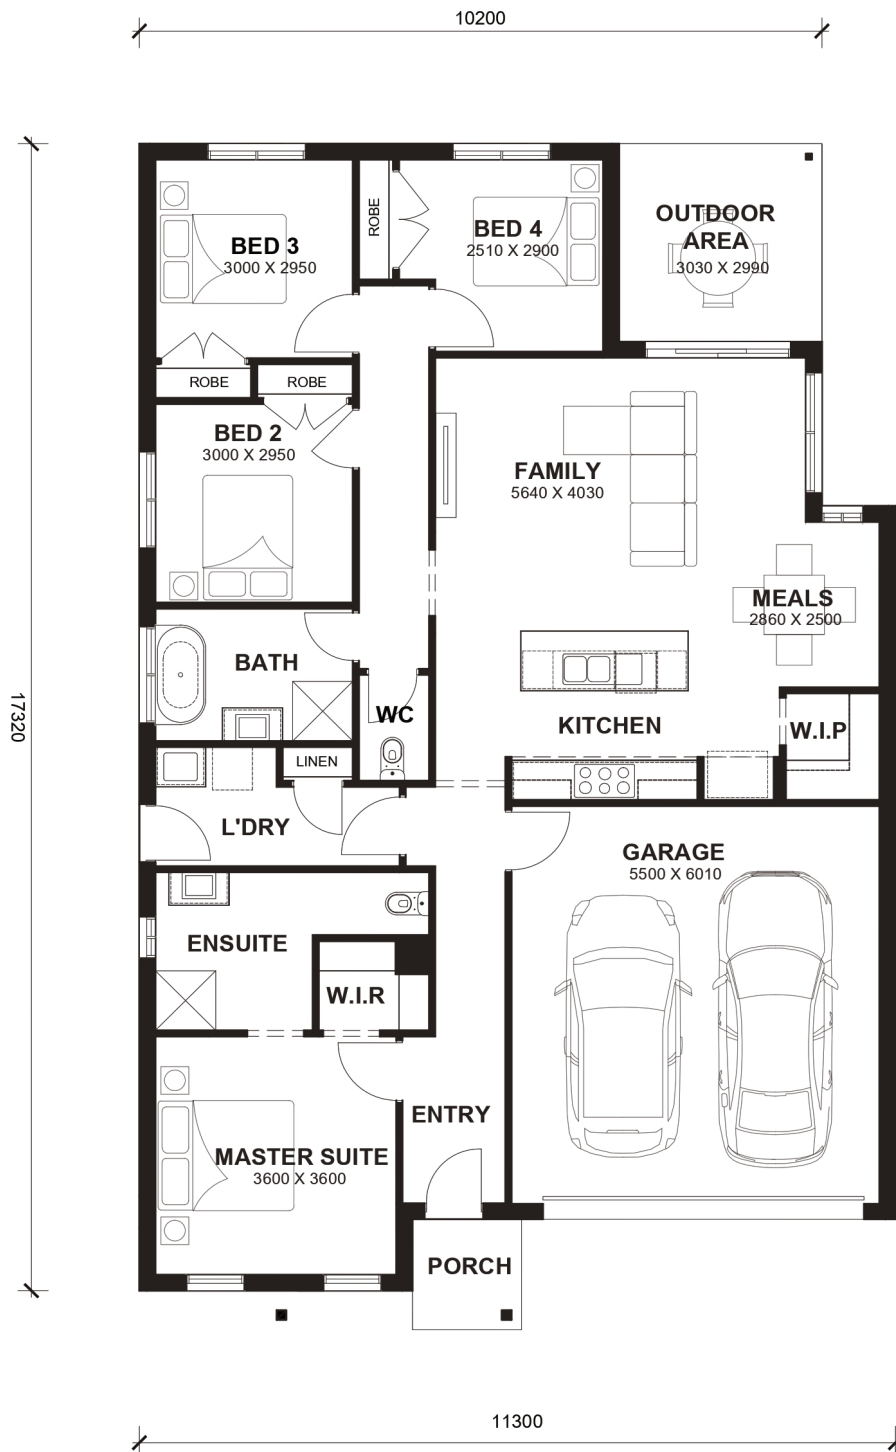 10200
BED 3
3000 X 2950
ROBE
BED 4
2510 X 2900
OUTDOOR
AREA
3030 X 2990
ROBE
ROBE
BED 2
3000 X 2950
FAMILY
5640 X 4030
MEALS
2860 X 2500
BATH
17320
WC
KITCHEN
W.I.P
LINEN
L'DRY
GARAGE
5500 X 6010
ENSUITE
W.I.R
ENTRY
MASTER SUITE
3600 X 3600
PORCH
11300